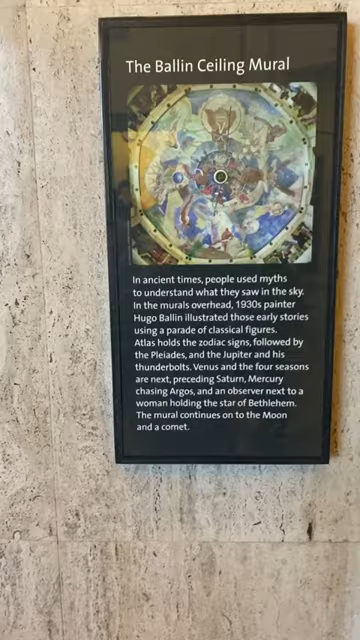 The Ballin Ceiling Mural
In ancient times, people used myths
to understand what they saw in the sky.
In the murals overhead, 1930s painter
Hugo Ballin illustrated those early stories
using a parade of classical figures.
Atlas holds the zodiac signs, followed by
the Pleiades, and the Jupiter and his
thunderbolts. Venus and the four seasons
are next, preceding Saturn, Mercury
chasing Argos, and an observer next to a
woman holding the star of Bethlehem.
The mural continues on to the Moon
and a comet.